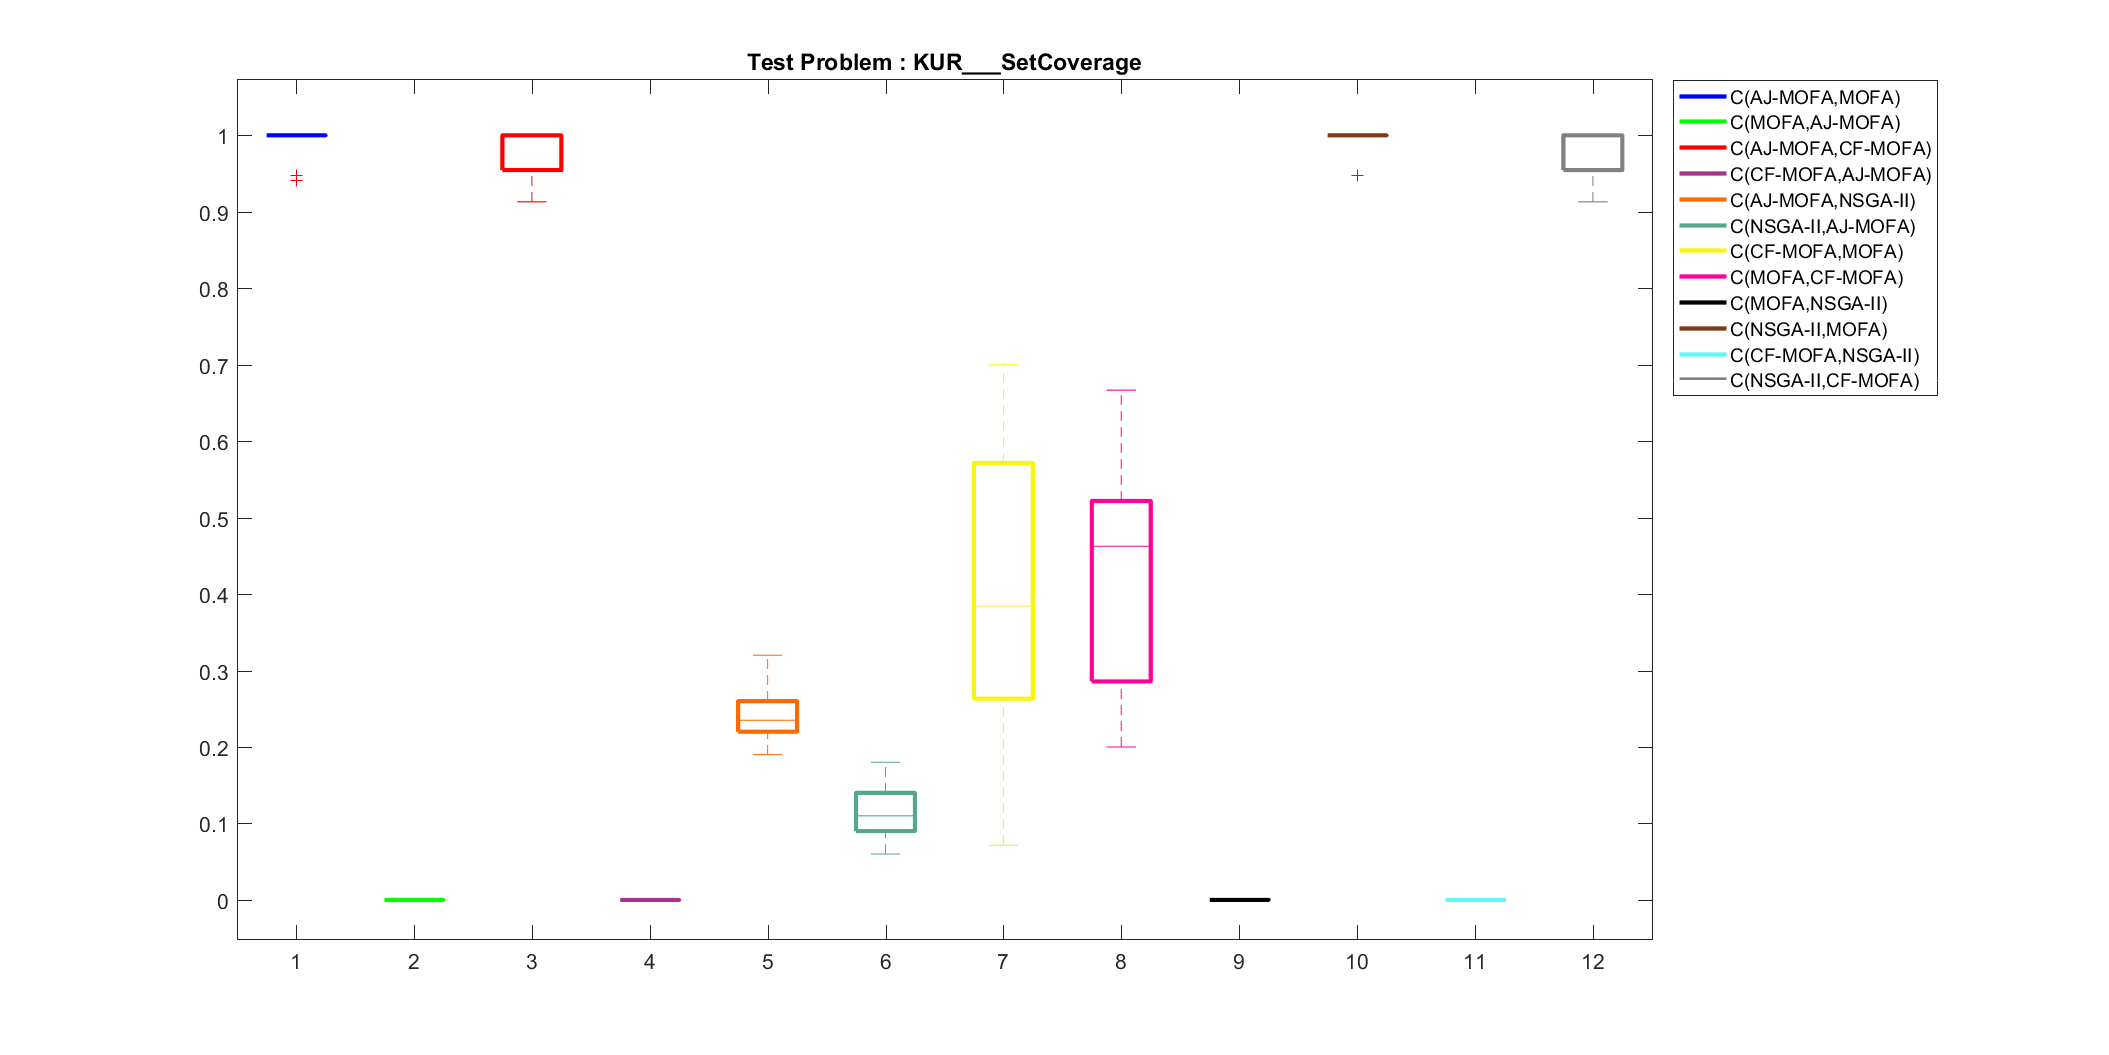 Test Problem : KUR___SetCoverage
1
0.9
0.8
0.7
0.6
0.5
0.4
0.3
0.2
0.1
0
1 2 3 4 5 6 7 8 9 10 11 12
C(AJ-MOFA,MOFA)
C(MOFA,AJ-MOFA)
C(AJ-MOFA,CF-MOFA)
C(CF-MOFA,AJ-MOFA)
C(AJ-MOFA,NSGA-II)
C(NSGA-II,AJ-MOFA)
C(CF-MOFA,MOFA)
C(MOFA,CF-MOFA)
C(MOFA,NSGA-II)
C(NSGA-II,MOFA)
C(CF-MOFA,NSGA-II)
C(NSGA-II,CF-MOFA)